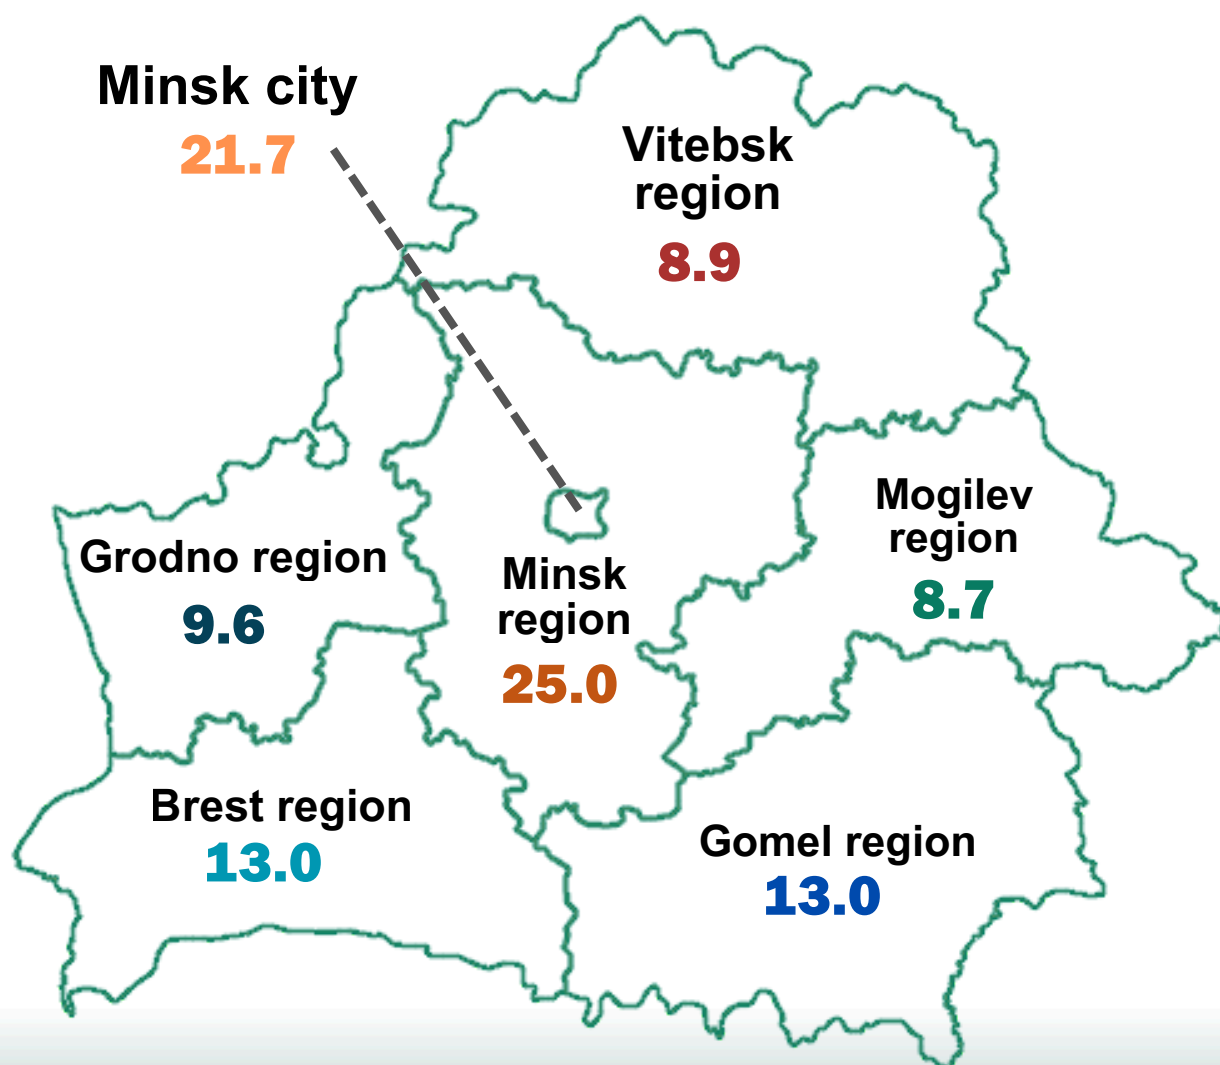 Minsk city
21.7
Vitebsk
region
8.9
Mogilev
region
8.7
Grodno region
9.6
Minsk
region
25.0
Brest region
13.0
Gomel region
13.0